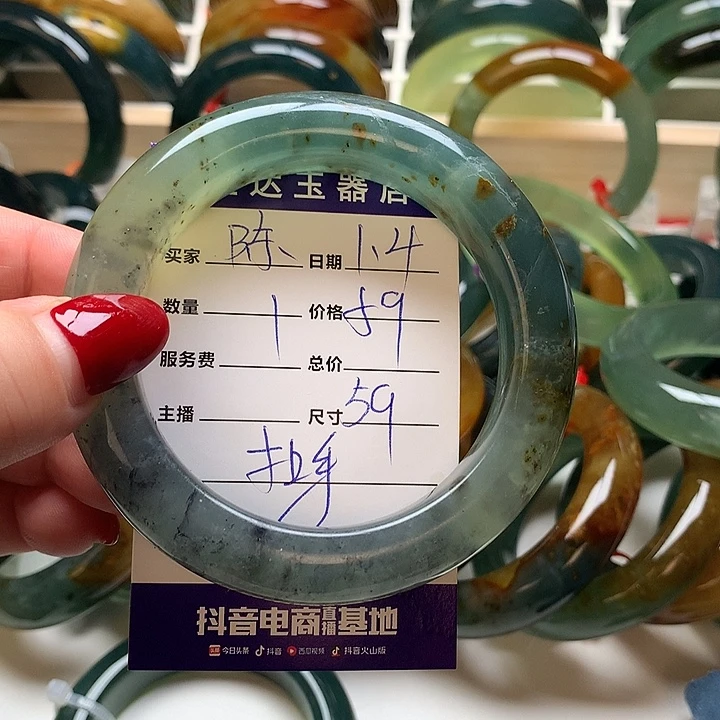 达玉器店
买家 陈、 日期 1.4
数量 1 价格 59
服务费 总价
主播 尺寸 59
抖音电商直播基地
今日头条 抖音 西瓜视频 抖音火山版